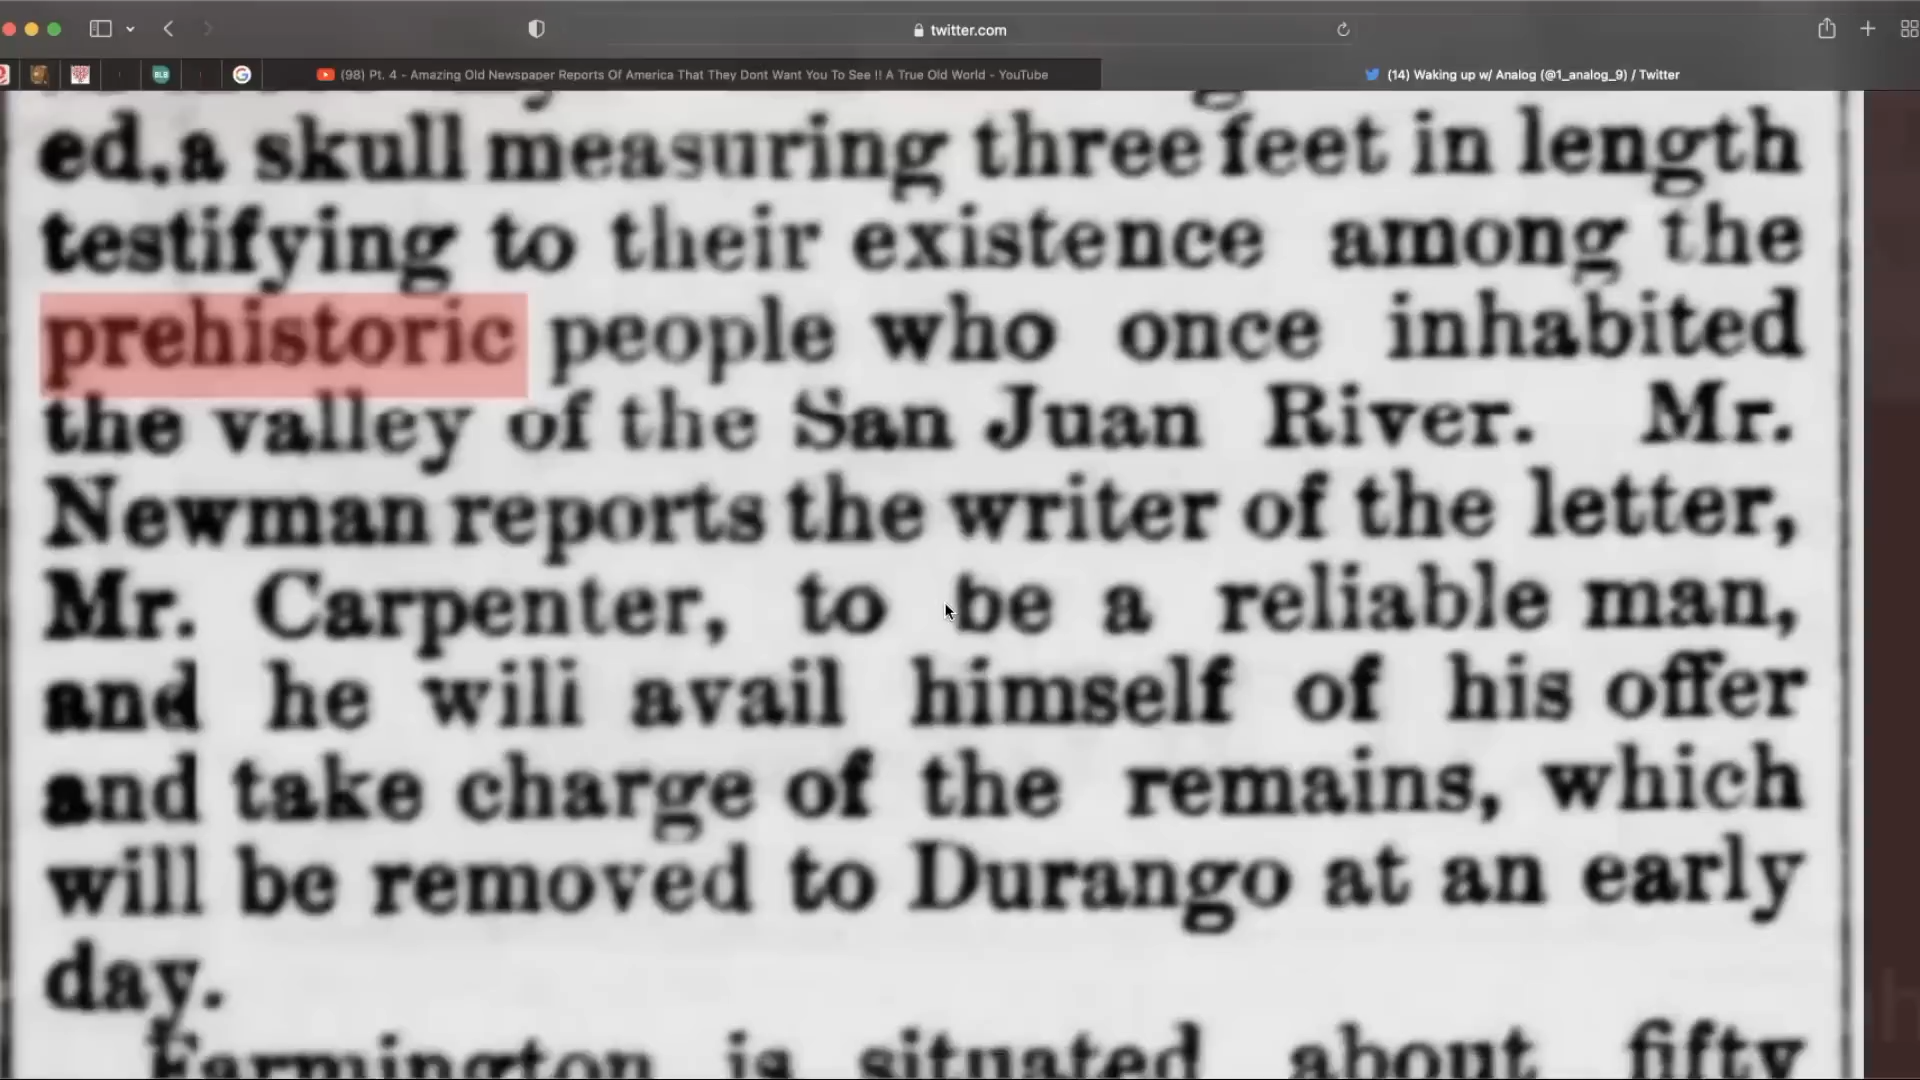 twitter.com
BLB
(98) Pt. 4 - Amazing Old Newspaper Reports Of America That They Dont Want You To See !! A True Old World - YouTube
(14) Waking up w/ Analog (@1_analog_9) / Twitter
ed, a skull measuring three feet in length
testifying to their existence among the
prehistoric people who once inhabited
the valley of the San Juan River. Mr.
Newman reports the writer of the letter,
Mr. Carpenter, to be a reliable man,
and he will avail himself of his offer
and take charge of the remains, which
will be removed to Durango at an early
day.
Farmington is situated about fifty